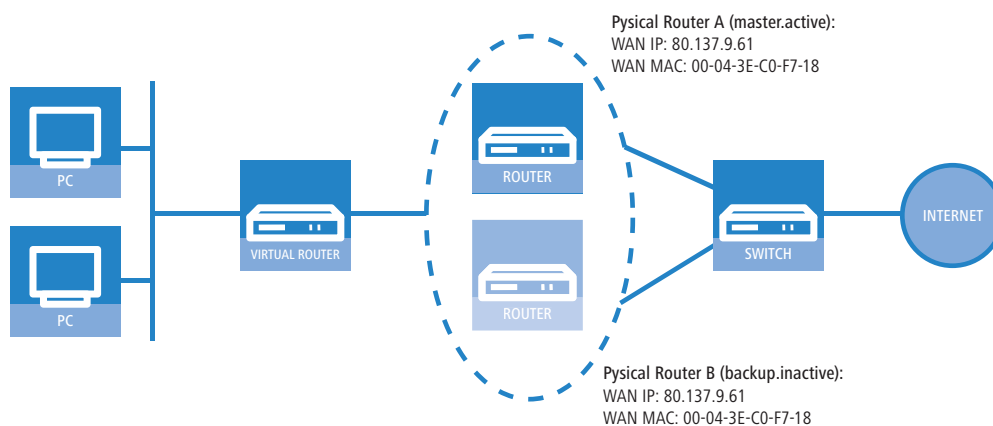 Pysical Router A (master.active):
WAN IP: 80.137.9.61
WAN MAC: 00-04-3E-C0-F7-18
PC
PC
VIRTUAL ROUTER
ROUTER
ROUTER
SWITCH
INTERNET
Pysical Router B (backup.inactive):
WAN IP: 80.137.9.61
WAN MAC: 00-04-3E-C0-F7-18